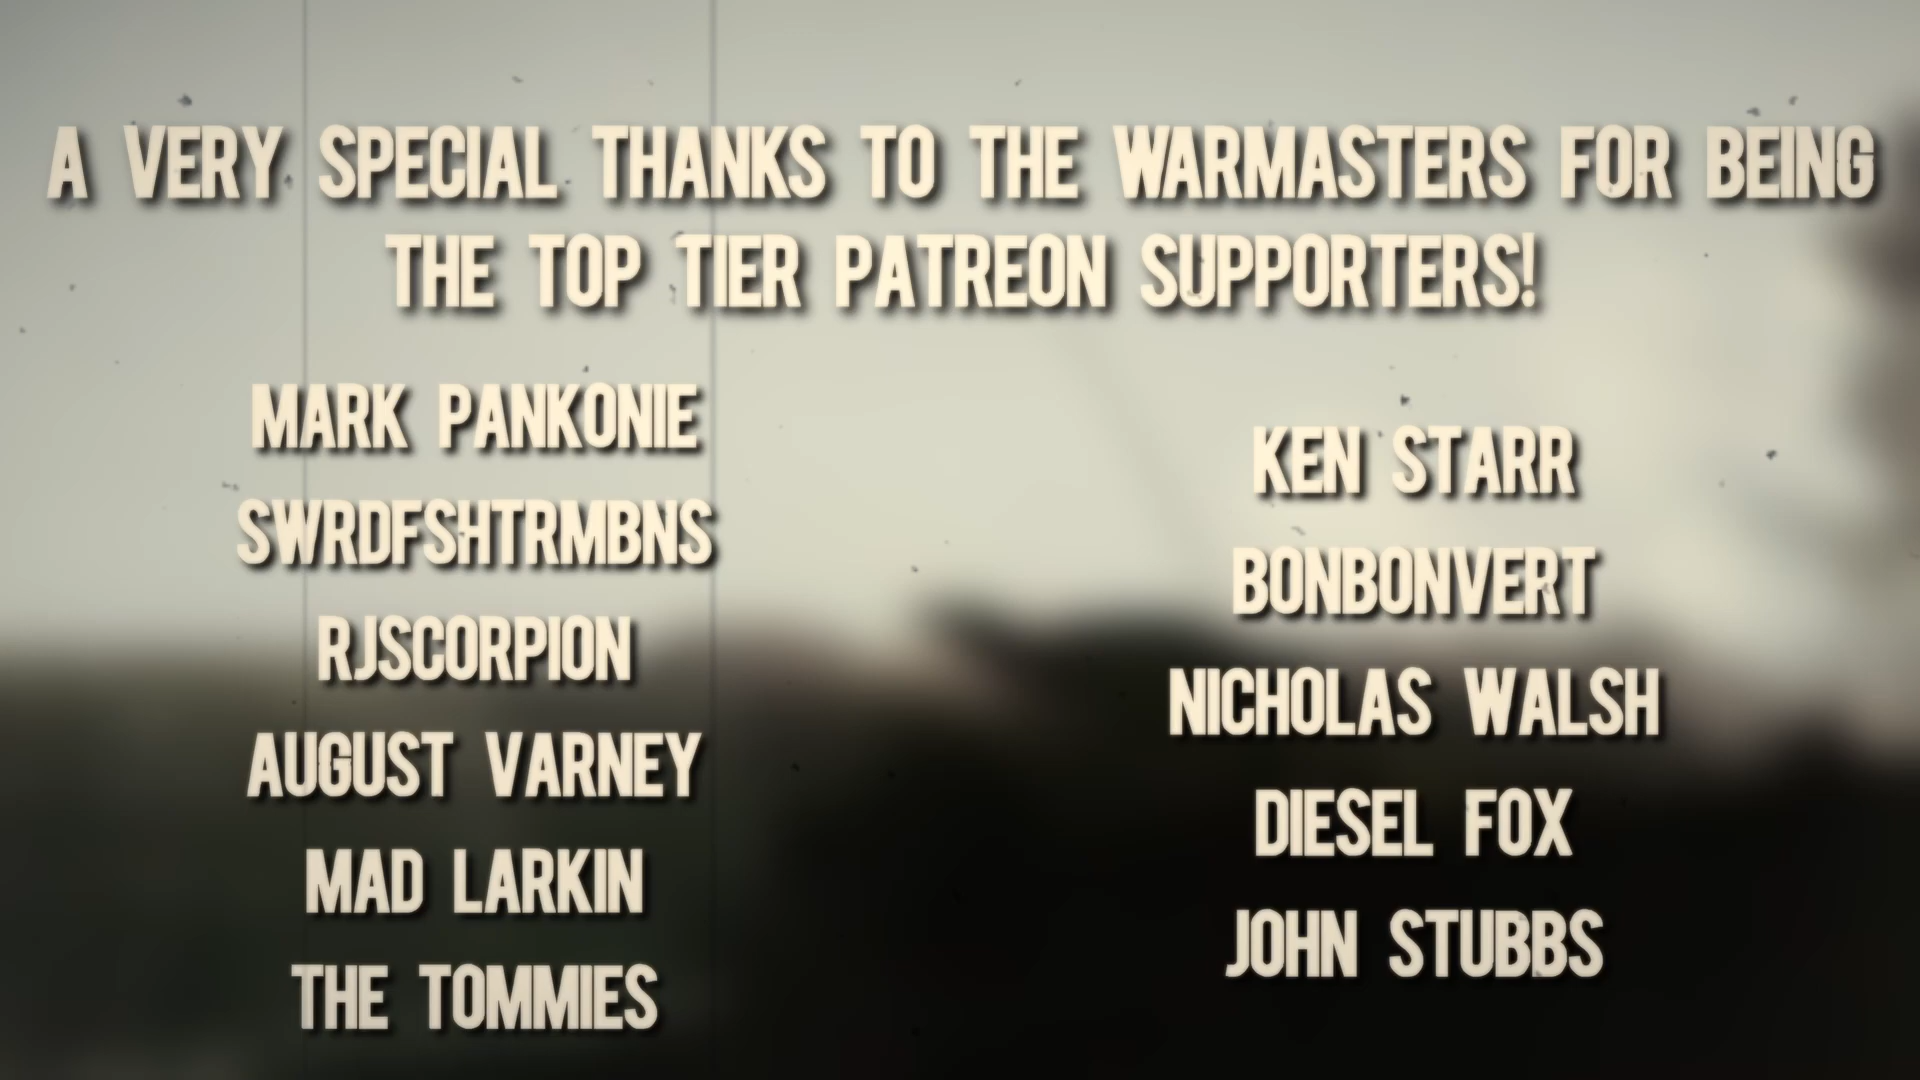 A VERY SPECIAL THANKS TO THE WARMASTERS FOR BEING
THE TOP TIER PATREON SUPPORTERS!
MARK PANKONIE
SWRDFSHTRMBNS
RJSCORPION
AUGUST VARNEY
MAD LARKIN
THE TOMMIES
KEN STARR
BONBONVERT
NICHOLAS WALSH
DIESEL FOX
JOHN STUBBS